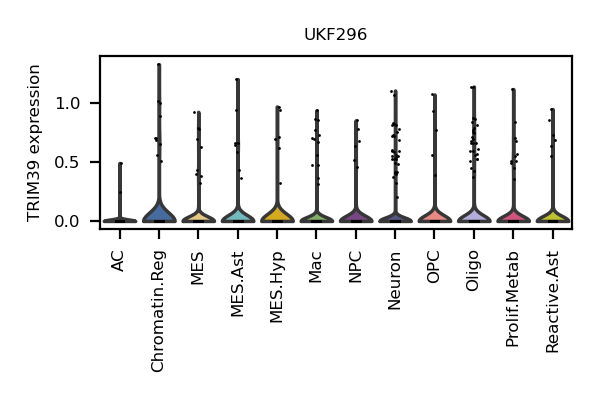 UKF296
TRIM39 expression
1.0
0.5
0.0
AC
Chromatin.Reg
MES
MES.Ast
MES.Hyp
Mac
NPC
Neuron
OPC
Oligo
Prolif.Metab
Reactive.Ast